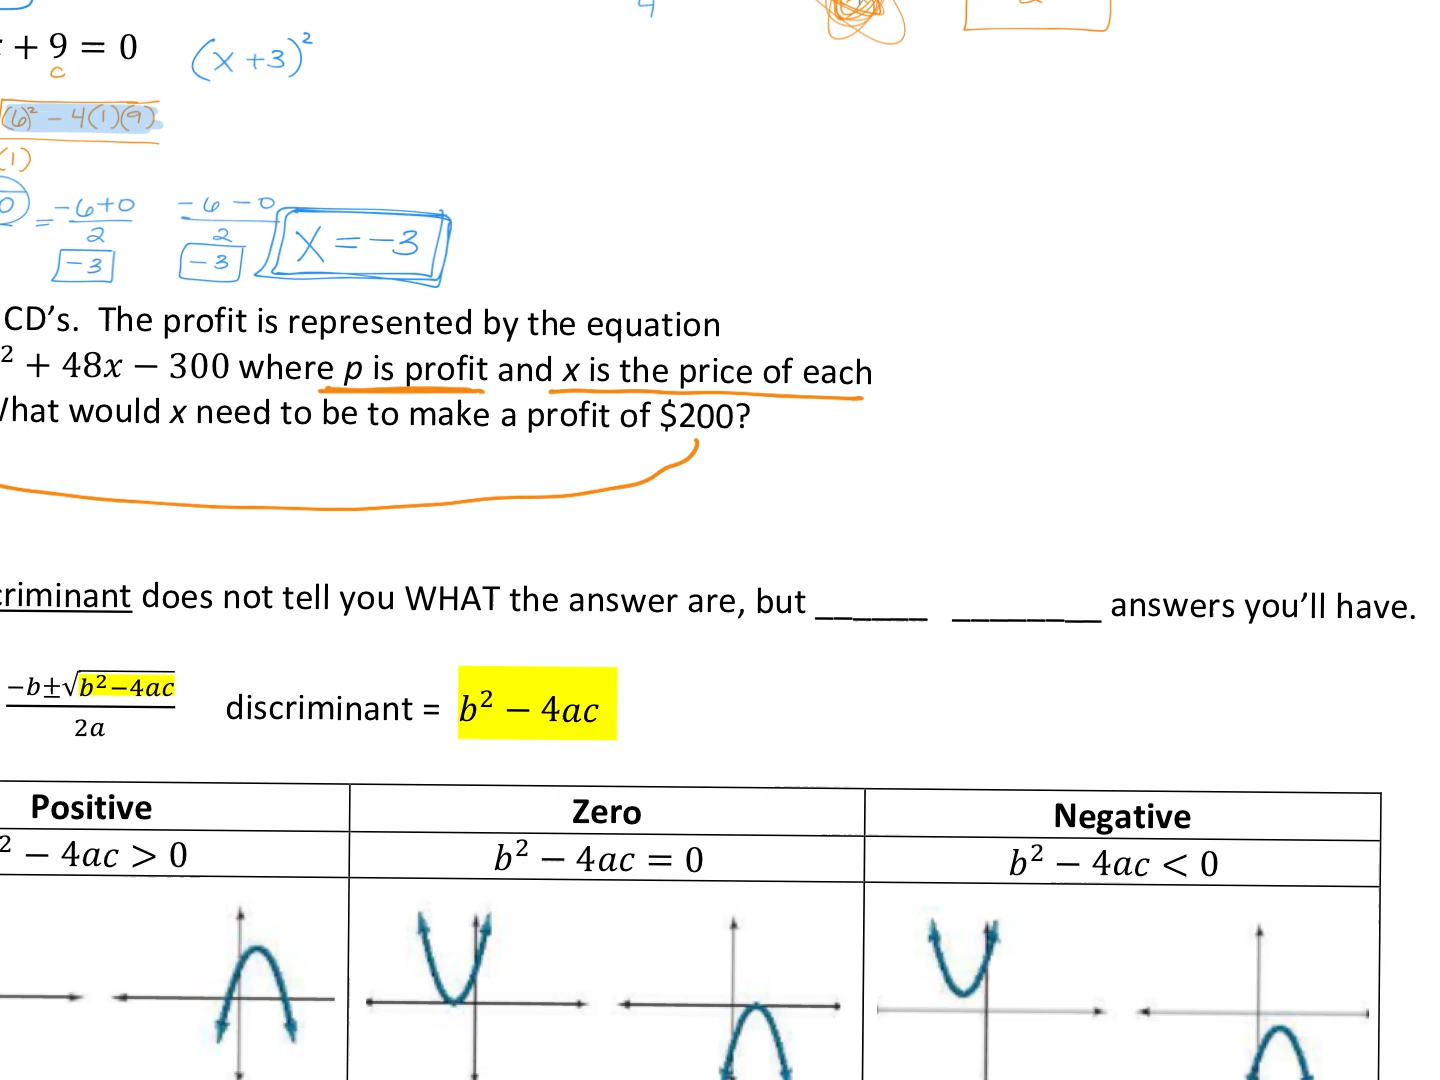 4
+ 9 = 0 (x +3)²
c
(6)² − 4(1)(9)
(1)
0 = −6+0 −6 −0
2 2
−3 −3 X = −3
CD's. The profit is represented by the equation
² + 48x − 300 where p is profit and x is the price of each
What would x need to be to make a profit of $200?
criminant does not tell you WHAT the answer are, but ______ ________ answers you'll have.
−b±√b²−4ac
2a
discriminant = b² − 4ac
Positive Zero Negative
² − 4ac > 0 b² − 4ac = 0 b² − 4ac < 0